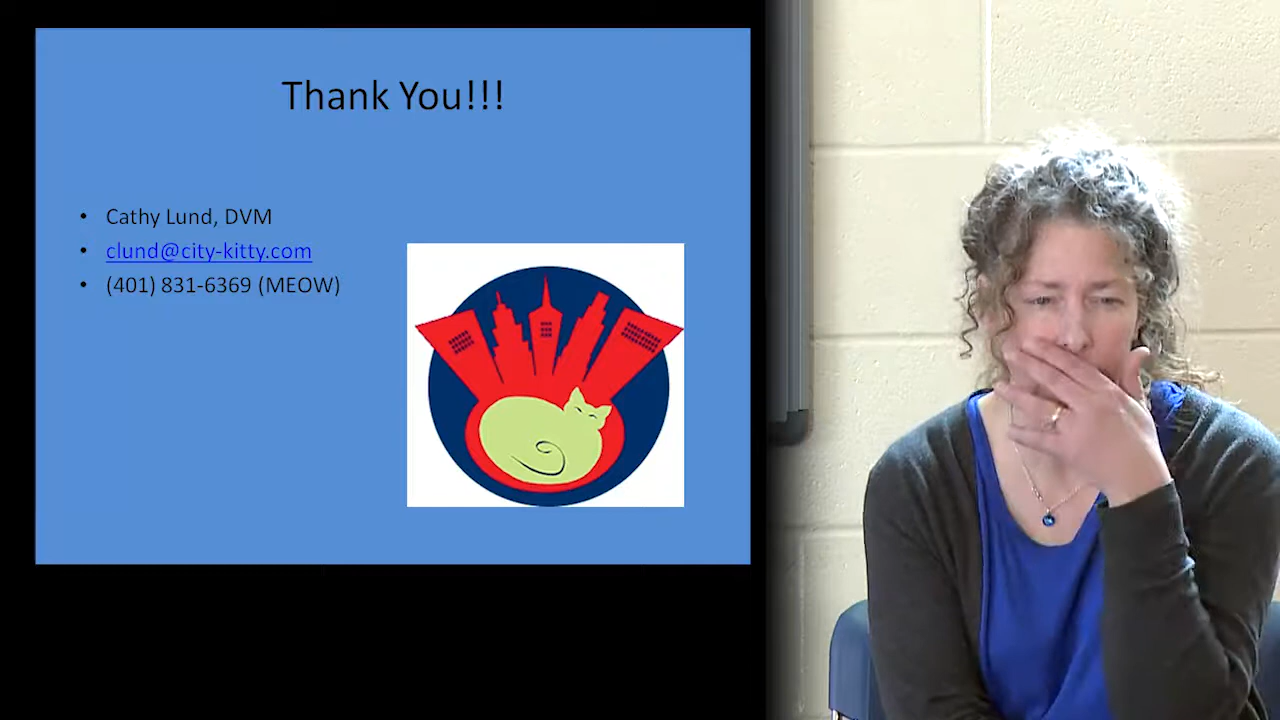 Thank You!!!
• Cathy Lund, DVM
• clund@city-kitty.com
• (401) 831-6369 (MEOW)